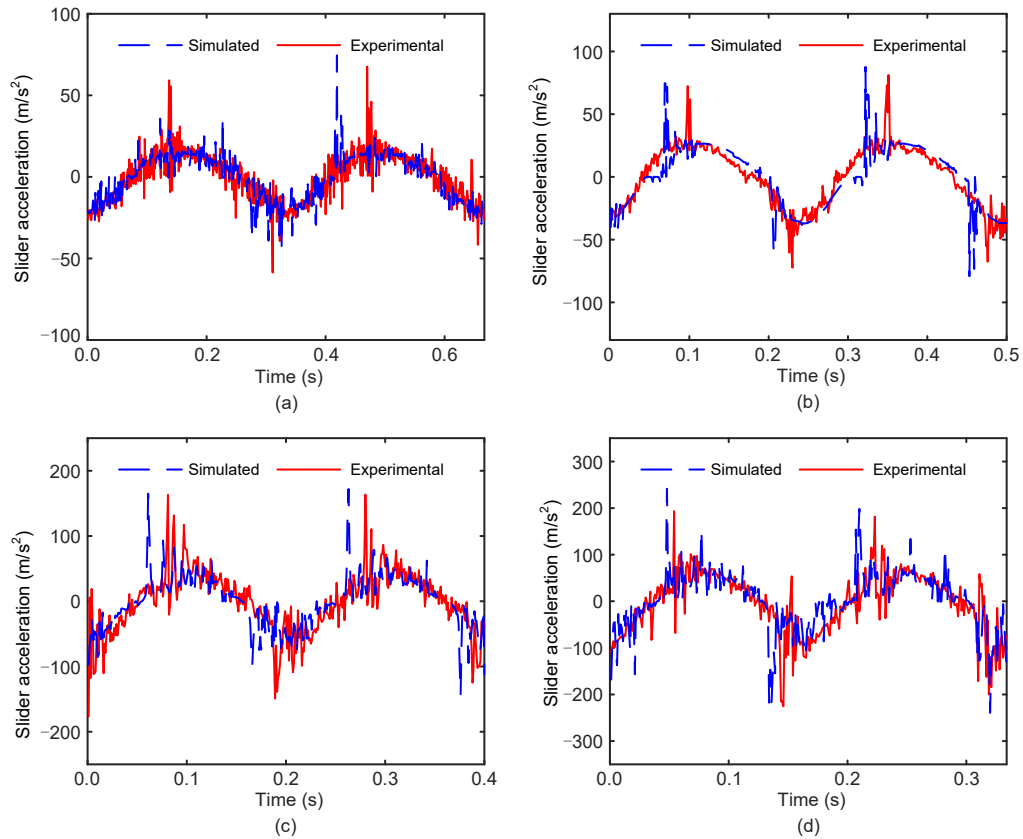 100
Simulated
Experimental
50
0
−50
−100
Slider acceleration (m/s²)
0.0
0.2
0.4
0.6
Time (s)
(a)
100
Simulated
Experimental
50
0
−50
−100
Slider acceleration (m/s²)
0
0.1
0.2
0.3
0.4
0.5
Time (s)
(b)
200
Simulated
Experimental
100
0
−100
−200
Slider acceleration (m/s²)
0.0
0.1
0.2
0.3
0.4
Time (s)
(c)
300
Simulated
Experimental
200
100
0
−100
−200
−300
Slider acceleration (m/s²)
0.0
0.1
0.2
0.3
Time (s)
(d)